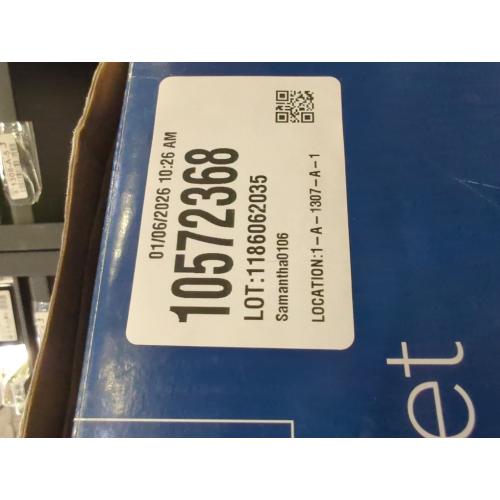 01/06/2026 10:26 AM
10572368
LOT:1186062035
Samantha0106
LOCATION:1-A-1307-A-1
et